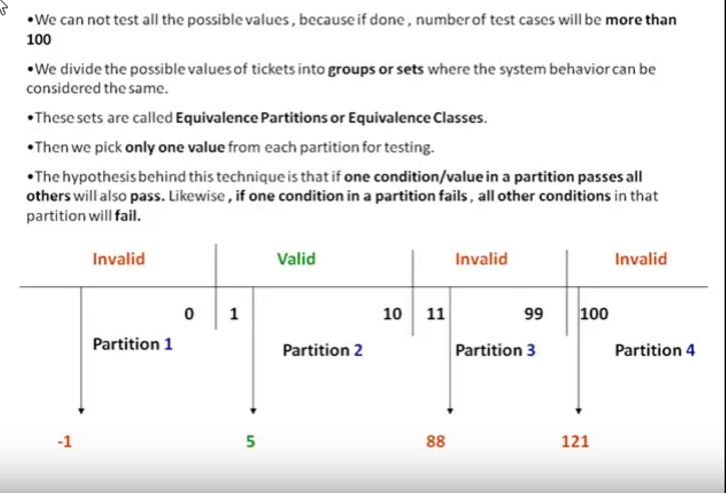 •We can not test all the possible values, because if done, number of test cases will be more than
100
•We divide the possible values of tickets into groups or sets where the system behavior can be
considered the same.
•These sets are called Equivalence Partitions or Equivalence Classes.
•Then we pick only one value from each partition for testing.
•The hypothesis behind this technique is that if one condition/value in a partition passes all
others will also pass. Likewise, if one condition in a partition fails, all other conditions in that
partition will fail.
Invalid Valid Invalid Invalid
0 1 10 11 99 100
Partition 1 Partition 2 Partition 3 Partition 4
-1 5 88 121